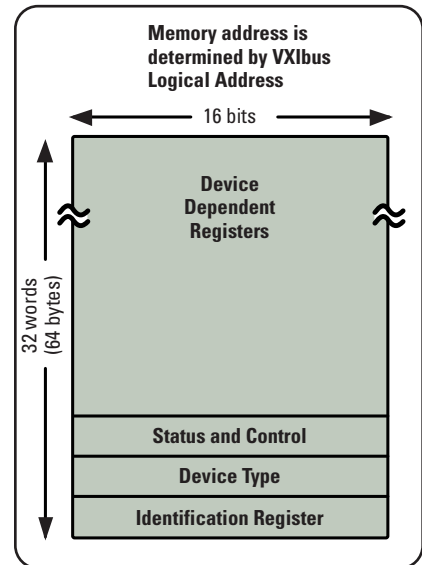 Memory address is
determined by VXIbus
Logical Address
16 bits
Device
Dependent
Registers
32 words
(64 bytes)
Status and Control
Device Type
Identification Register